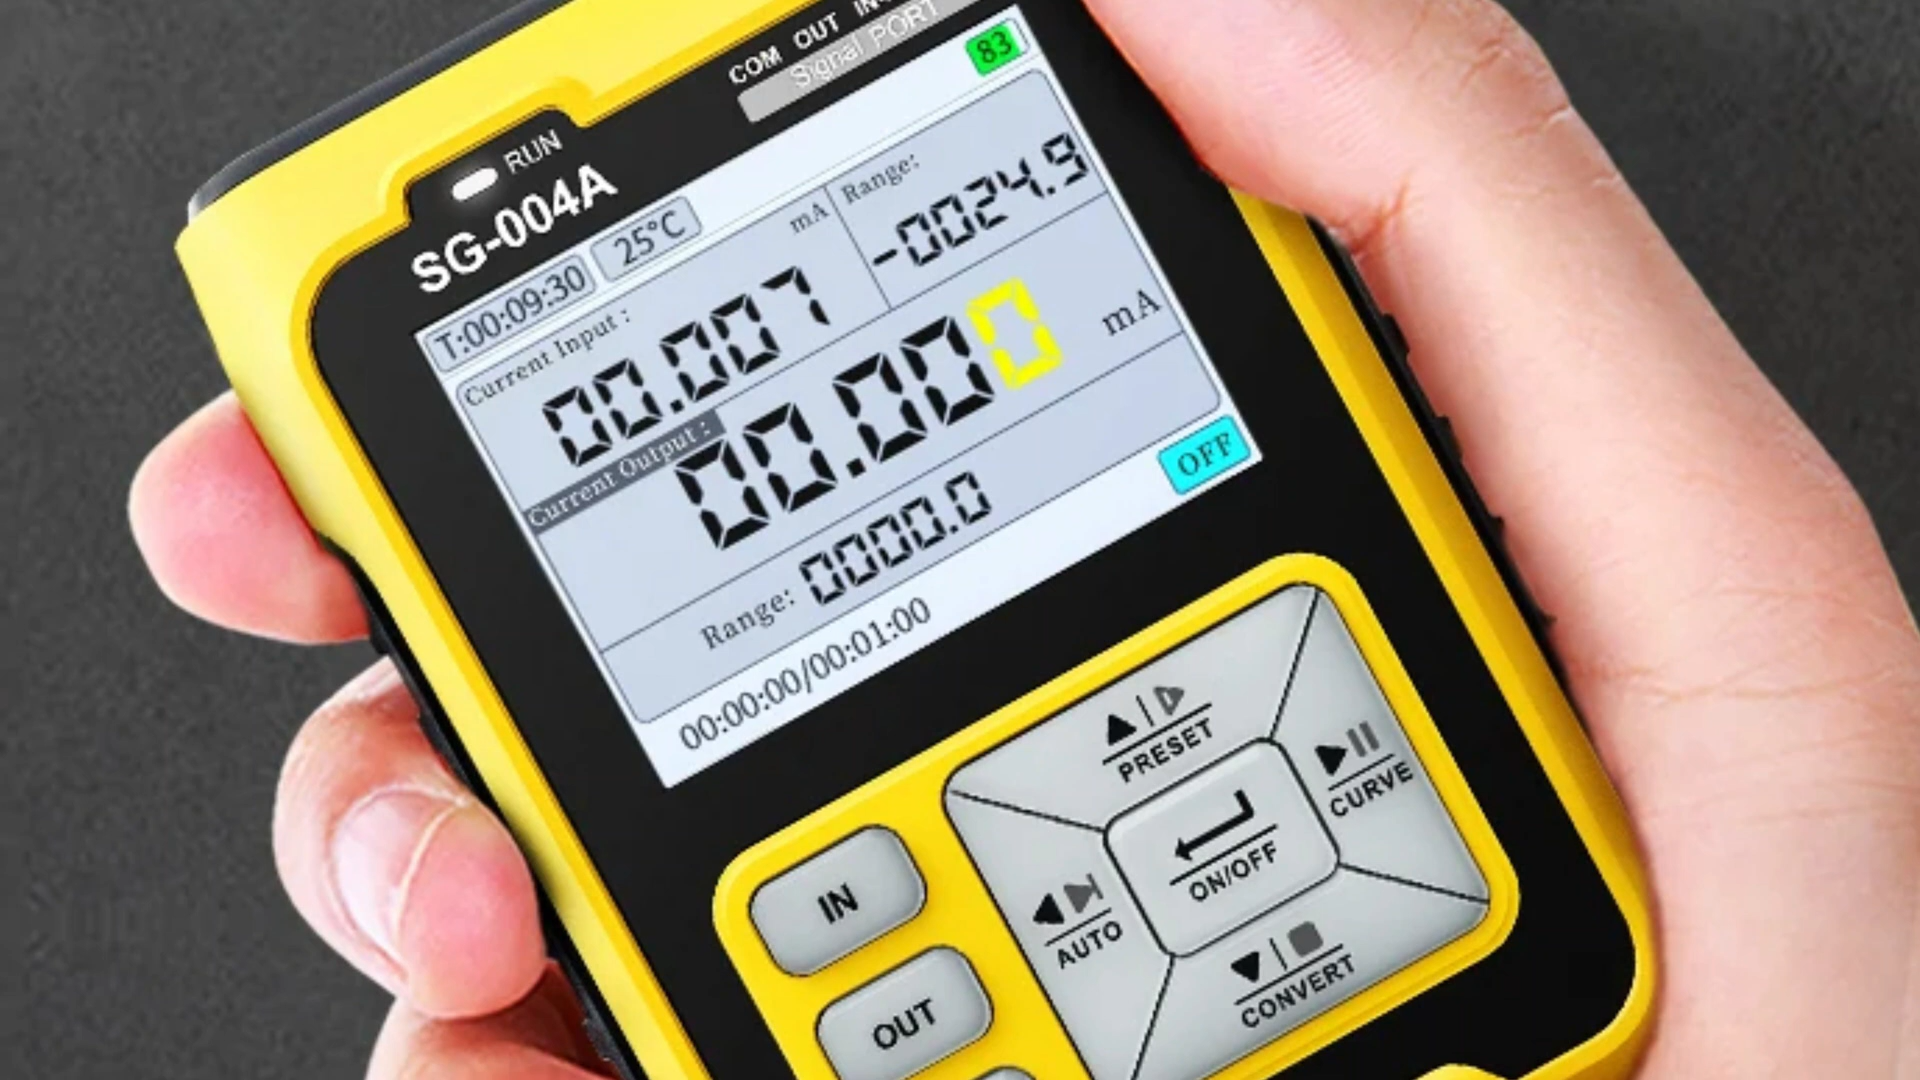 COM OUT
Signal PORT
RUN
SG-004A
83
T:00:09:30
25°C
Current Input :
mA
00.007
Range:
-0024.9
Current Output :
00.000
mA
Range: 0000.0
OFF
00:00:00/00:01:00
PRESET
CURVE
ON/OFF
AUTO
CONVERT
IN
OUT